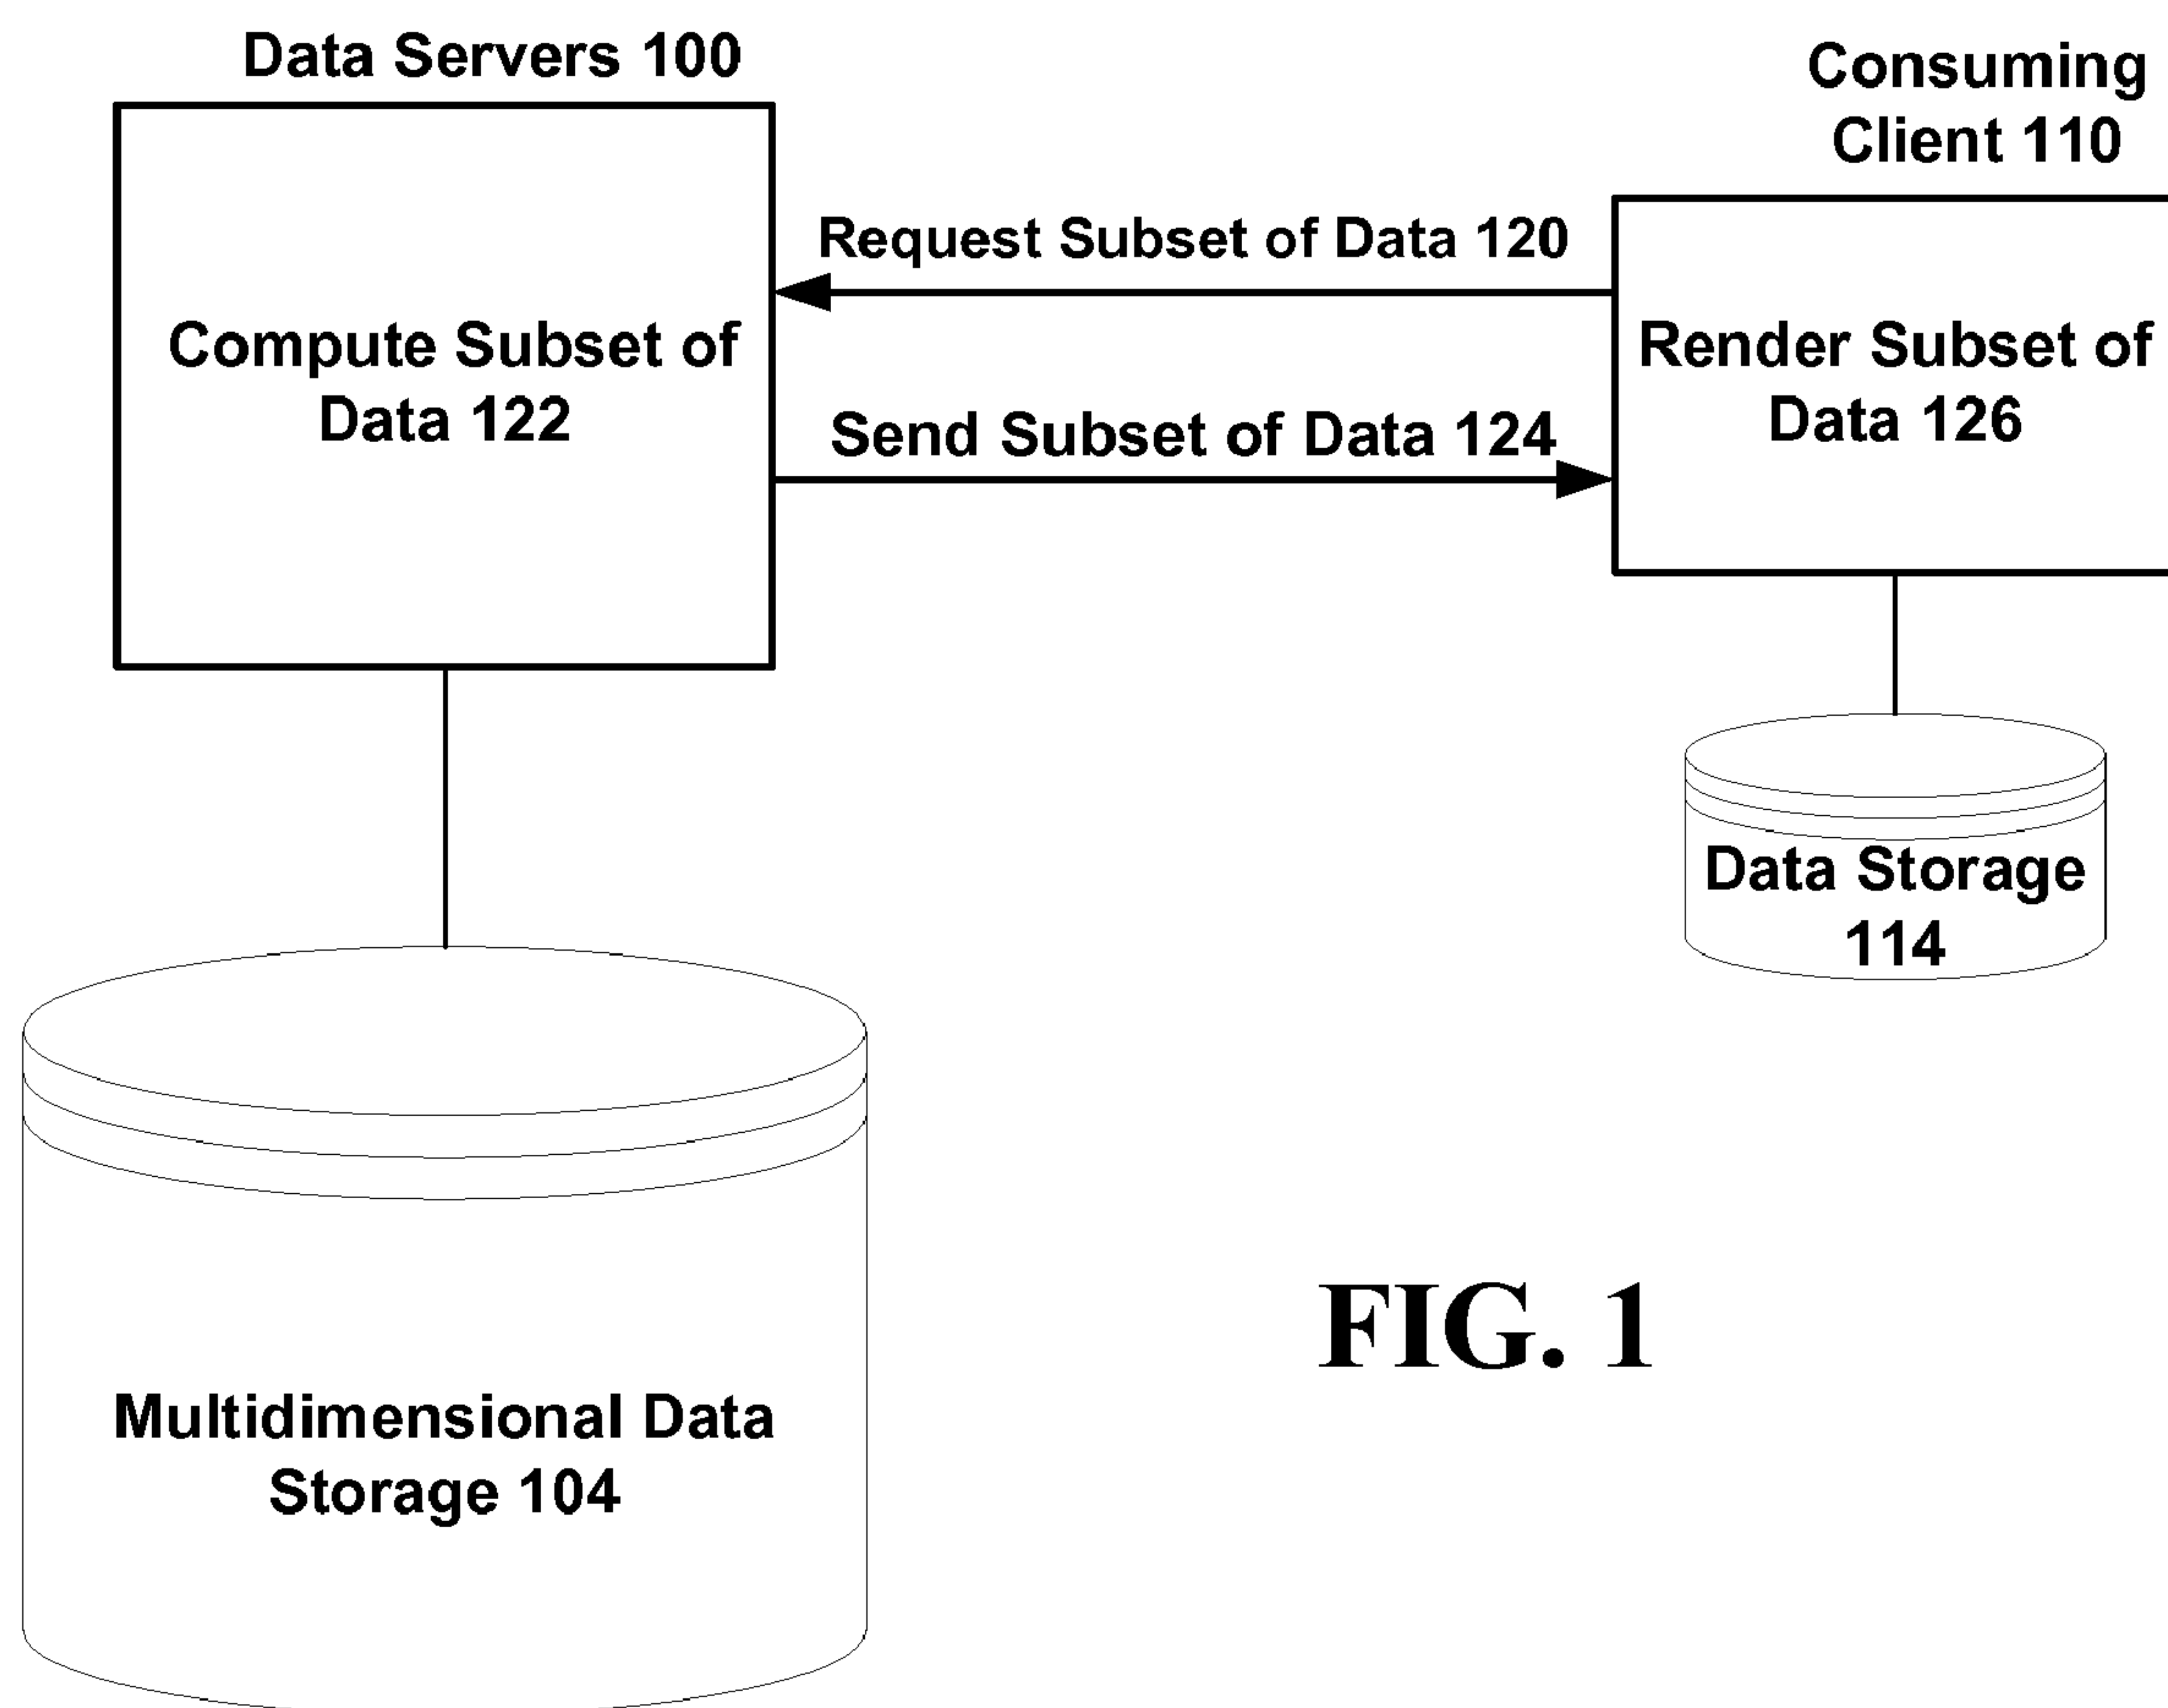 Data Servers 100
Consuming
Client 110
Request Subset of Data 120
Compute Subset of
Data 122
Send Subset of Data 124
Render Subset of
Data 126
Data Storage
114
FIG. 1
Multidimensional Data
Storage 104